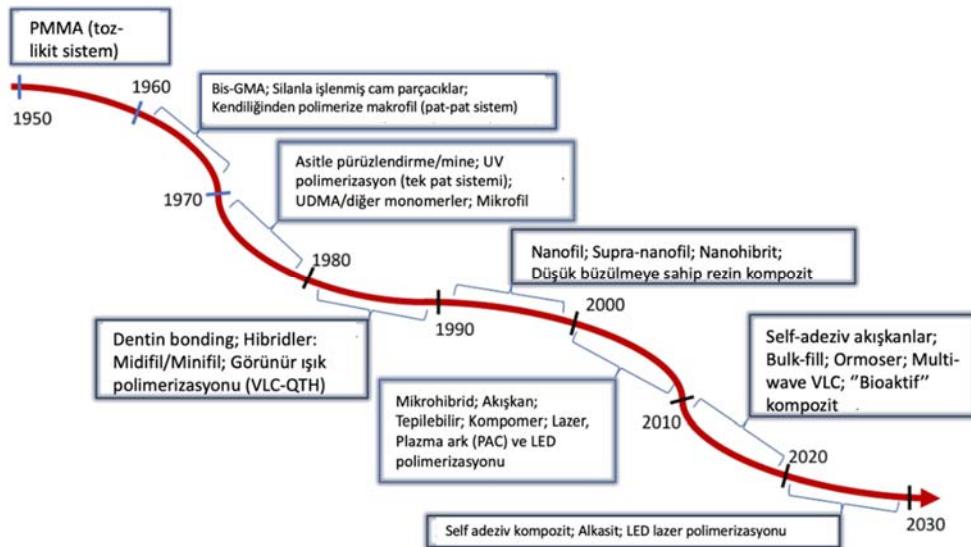 PMMA (toz-
likit sistem)
1950
1960
Bis-GMA; Silanla işlenmiş cam parçacıklar;
Kendiliğinden polimerize makrofil (pat-pat sistem)
1970
Asitle pürüzlendirme/mine; UV
polimerizasyon (tek pat sistemi);
UDMA/diğer monomerler; Mikrofil
1980
Dentin bonding; Hibridler:
Midifil/Minifil; Görünür ışık
polimerizasyonu (VLC-QTH)
1990
Nanofil; Supra-nanofil; Nanohibrit;
Düşük büzülmeye sahip rezin kompozit
2000
Mikrohibrid; Akışkan;
Tepilebilir; Kompomer; Lazer,
Plazma ark (PAC) ve LED
polimerizasyonu
2010
Self-adeziv akışkanlar;
Bulk-fill; Ormoser; Multi-
wave VLC; ‘’Bioaktif’’
kompozit
2020
Self adeziv kompozit; Alkasit; LED lazer polimerizasyonu
2030